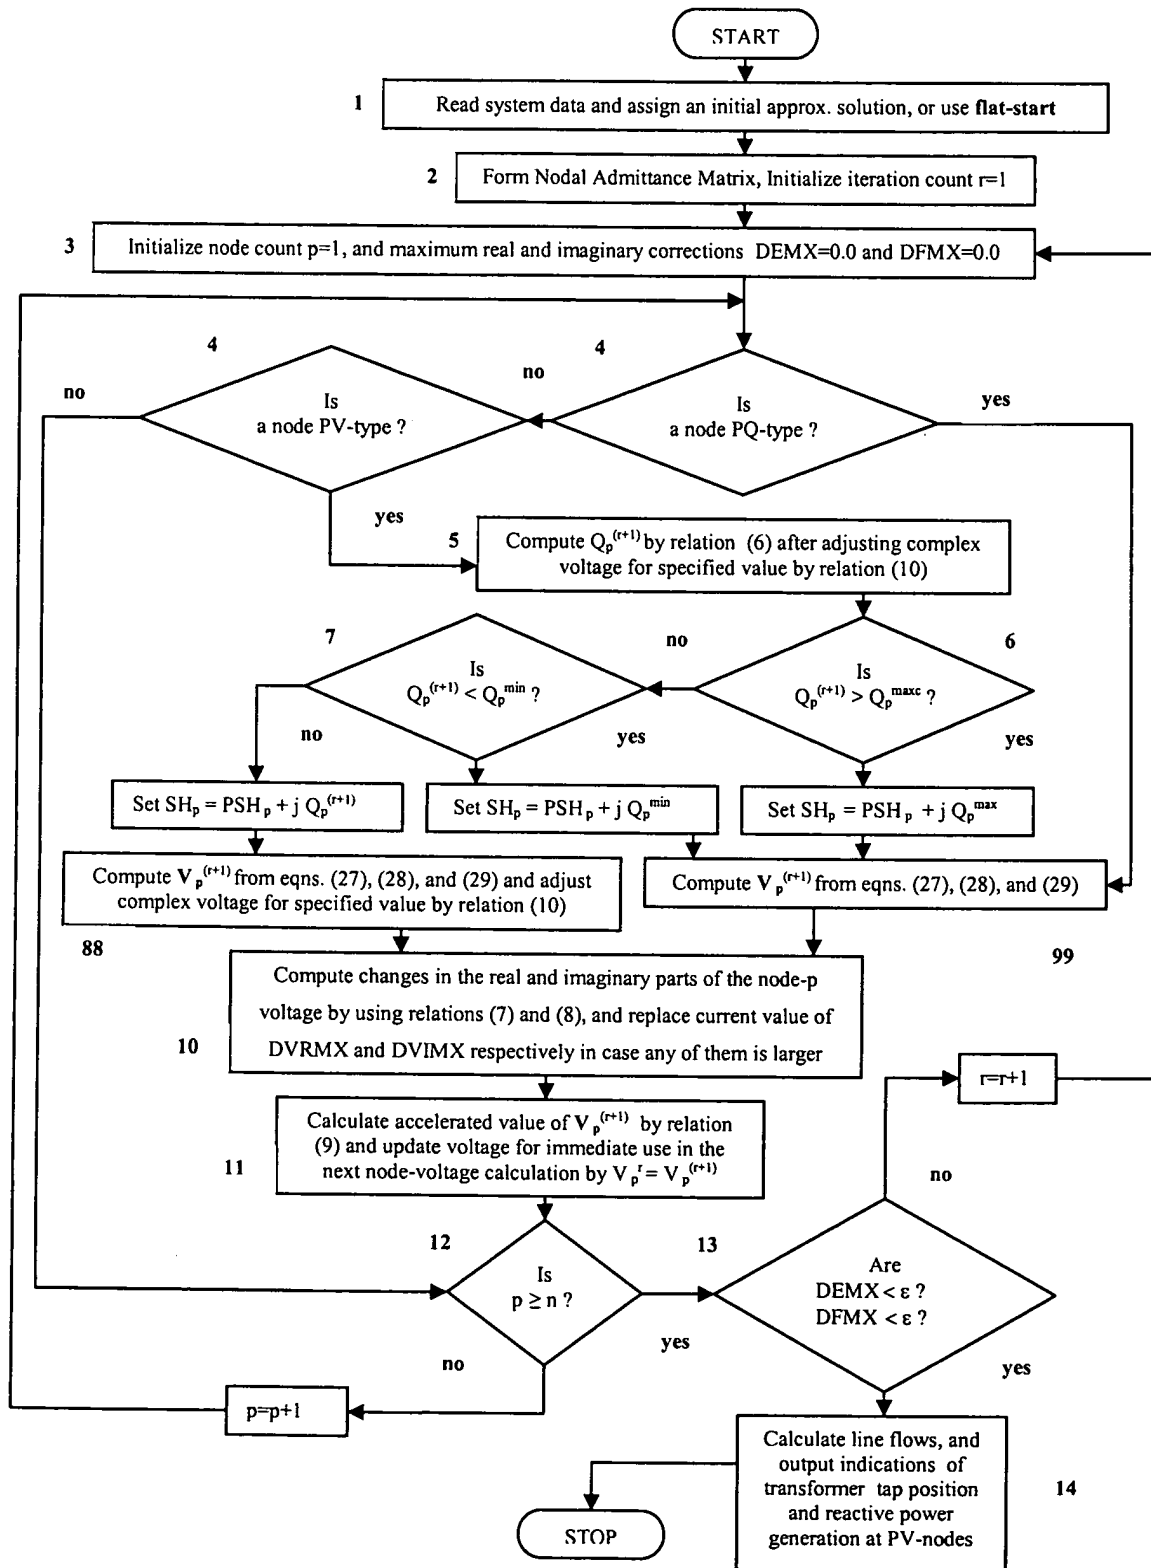 START
1
Read system data and assign an initial approx. solution, or use flat-start
2
Form Nodal Admittance Matrix, Initialize iteration count r=1
3
Initialize node count p=1, and maximum real and imaginary corrections DEMX=0.0 and DFMX=0.0
4
4
no
no
yes
Is
a node PV-type ?
Is
a node PQ-type ?
yes
5
Compute Qp^(r+1) by relation (6) after adjusting complex
voltage for specified value by relation (10)
7
no
6
Is
Qp^(r+1) < Qp^min ?
Is
Qp^(r+1) > Qp^maxc ?
no
yes
yes
Set SHp = PSHp + j Qp^(r+1)
Set SHp = PSHp + j Qp^min
Set SHp = PSHp + j Qp^max
Compute Vp^(r+1) from eqns. (27), (28), and (29) and adjust
complex voltage for specified value by relation (10)
Compute Vp^(r+1) from eqns. (27), (28), and (29)
88
99
Compute changes in the real and imaginary parts of the node-p
voltage by using relations (7) and (8), and replace current value of
DVRMX and DVIMX respectively in case any of them is larger
10
r=r+1
Calculate accelerated value of Vp^(r+1) by relation
(9) and update voltage for immediate use in the
next node-voltage calculation by Vp^r = Vp^(r+1)
11
no
12
13
Is
p ≥ n ?
Are
DEMX < ε ?
DFMX < ε ?
yes
no
yes
p=p+1
Calculate line flows, and
output indications of
transformer tap position
and reactive power
generation at PV-nodes
14
STOP